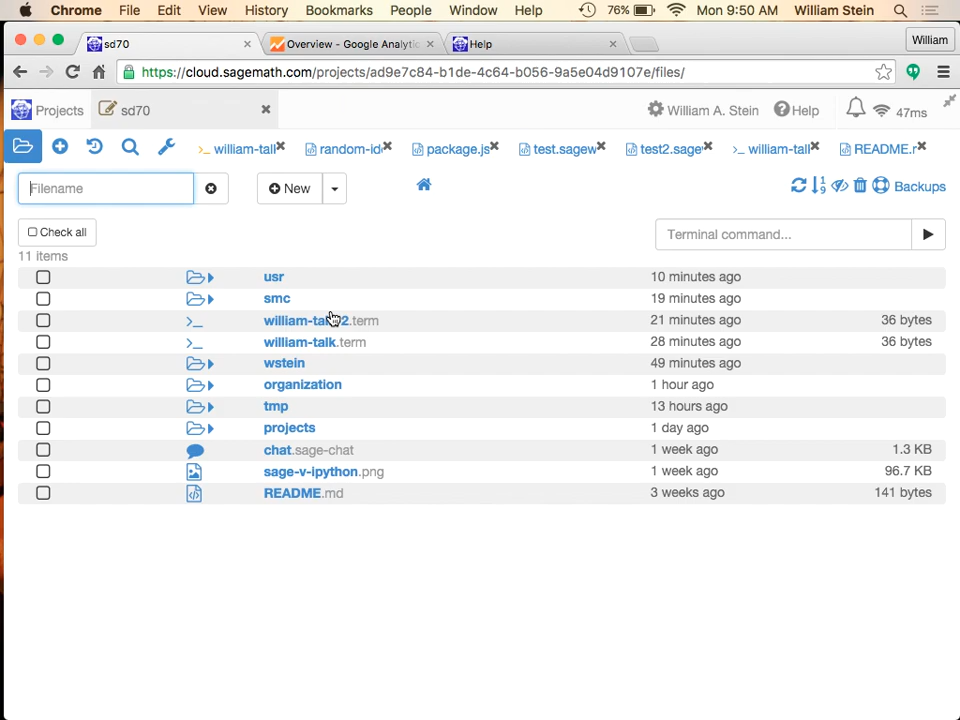 Chrome File Edit View History Bookmarks People Window Help 76% Mon 9:50 AM William Stein
sd70 Overview - Google Analytic Help William
https://cloud.sagemath.com/projects/ad9e7c84-b1de-4c64-b056-9a5e04d9107e/files/
Projects sd70 William A. Stein Help 47ms
william-tall random-id package.js test.sagew test2.sage william-tall README.r
Filename New Backups
Check all Terminal command...
11 items
usr 10 minutes ago
smc 19 minutes ago
2.term 21 minutes ago 36 bytes
william-talk.term 28 minutes ago 36 bytes
wstein 49 minutes ago
organization 1 hour ago
tmp 13 hours ago
projects 1 day ago
chat.sage-chat 1 week ago 1.3 KB
sage-v-ipython.png 1 week ago 96.7 KB
README.md 3 weeks ago 141 bytes